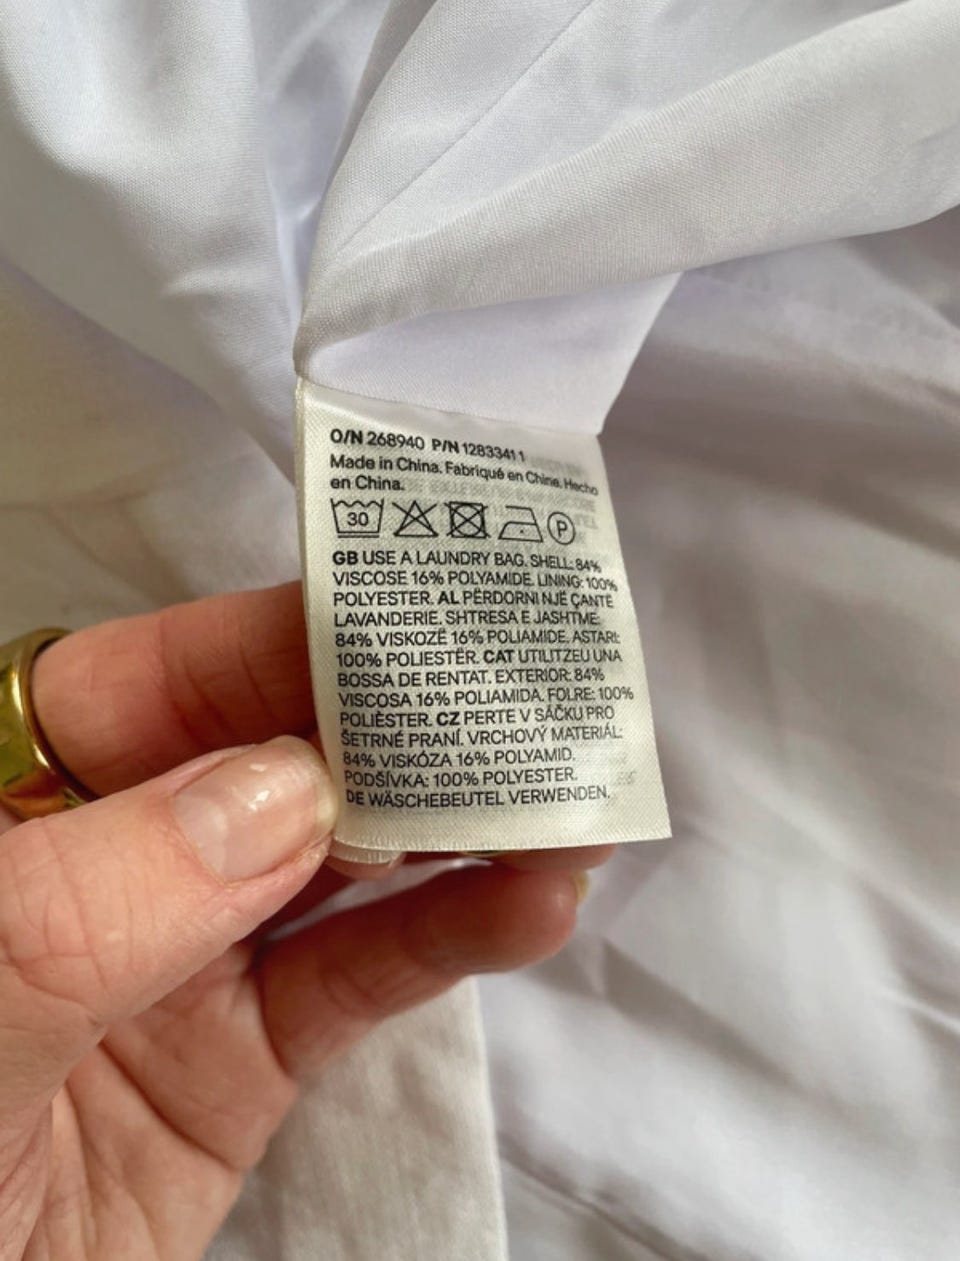 O/N 268940 P/N 1283341 1
Made in China. Fabriqué en Chine. Hecho
en China.
30 P
GB USE A LAUNDRY BAG. SHELL: 84%
VISCOSE 16% POLYAMIDE. LINING: 100%
POLYESTER. AL PËRDORNI NJË ÇANTË
LAVANDERIE. SHTRESA E JASHTME:
84% VISKOZË 16% POLIAMIDE. ASTARI:
100% POLIESTËR. CAT UTILITZEU UNA
BOSSA DE RENTAT. EXTERIOR: 84%
VISCOSA 16% POLIAMIDA. FOLRE: 100%
POLIÈSTER. CZ PERTE V SÁČKU PRO
ŠETRNÉ PRANÍ. VRCHOVÝ MATERIÁL:
84% VISKÓZA 16% POLYAMID.
PODŠÍVKA: 100% POLYESTER.
DE WÄSCHEBEUTEL VERWENDEN.